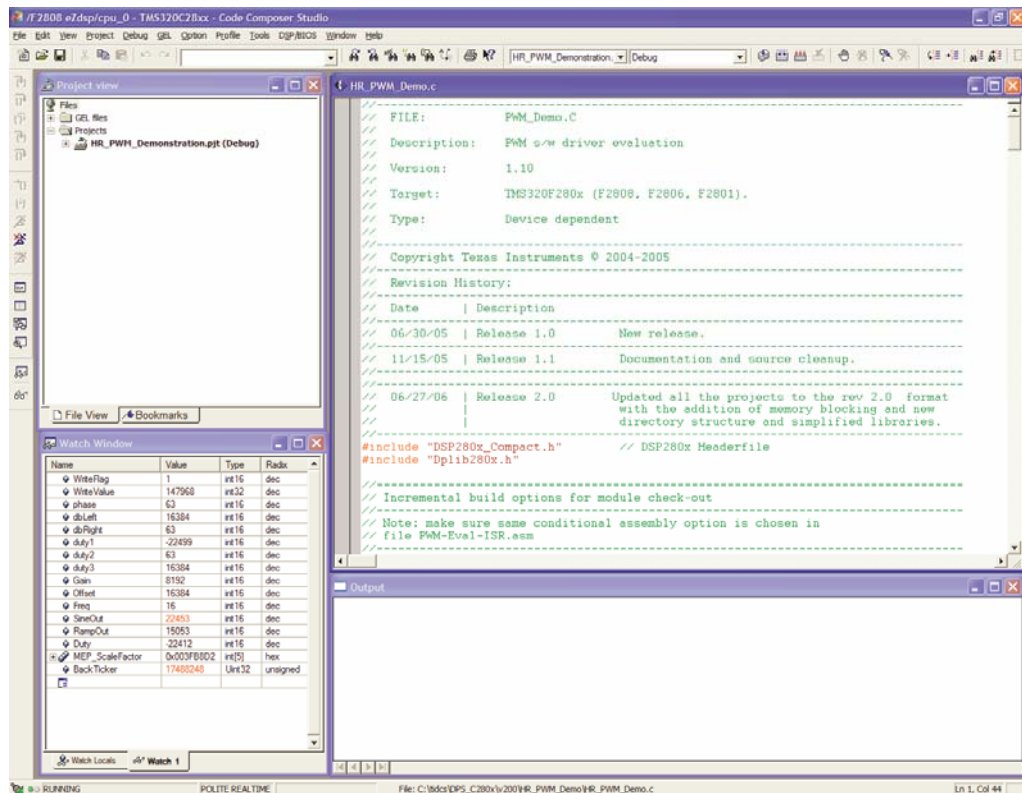 /F2808 eZdsp/cpu_0 - TMS320C28xx - Code Composer Studio
File Edit View Project Debug GEL Option Profile Tools DSP/BIOS Window Help
HR_PWM_Demonstration. Debug
Project view
Files
GEL files
Projects
HR_PWM_Demonstration.pjt (Debug)
File View Bookmarks
HR_PWM_Demo.c
//----------------------------------------------------------------------------------
// FILE: PWM_Demo.C
//
// Description: PWM s/w driver evaluation
//
// Version: 1.10
//
// Target: TMS320F280x (F2808, F2806, F2801).
//
// Type: Device dependent
//
//----------------------------------------------------------------------------------
// Copyright Texas Instruments © 2004-2005
//----------------------------------------------------------------------------------
// Revision History:
//----------------------------------------------------------------------------------
// Date | Description
//----------------------------------------------------------------------------------
// 06/30/05 | Release 1.0 New release.
//----------------------------------------------------------------------------------
// 11/15/05 | Release 1.1 Documentation and source cleanup.
//----------------------------------------------------------------------------------
//----------------------------------------------------------------------------------
// 06/27/06 | Release 2.0 Updated all the projects to the rev 2.0 format
// | with the addition of memory blocking and new
// | directory structure and simplified libraries.
//----------------------------------------------------------------------------------
#include "DSP280x_Compact.h" // DSP280x Headerfile
#include "Dplib280x.h"
//==================================================================================
// Incremental build options for module check-out
//----------------------------------------------------------------------------------
// Note: make sure same conditional assembly option is chosen in
// file PWM-Eval-ISR.asm
//----------------------------------------------------------------------------------
Watch Window
Name Value Type Radix
WriteFlag 1 int16 dec
WriteValue 147968 int32 dec
phase 63 int16 dec
dbLeft 16384 int16 dec
dbRight 63 int16 dec
duty1 -22499 int16 dec
duty2 63 int16 dec
duty3 16384 int16 dec
Gain 8192 int16 dec
Offset 16384 int16 dec
Freq 16 int16 dec
SineOut 22453 int16 dec
RampOut 15053 int16 dec
Duty -22412 int16 dec
MEP_ScaleFactor 0x003FB8D2 int[5] hex
BackTicker 17488248 Uint32 unsigned
Watch Locals Watch 1
Output
RUNNING POLITE REALTIME File: C:\tidcs\DPS_C280x\v200\HR_PWM_Demo\HR_PWM_Demo.c Ln 1, Col 44